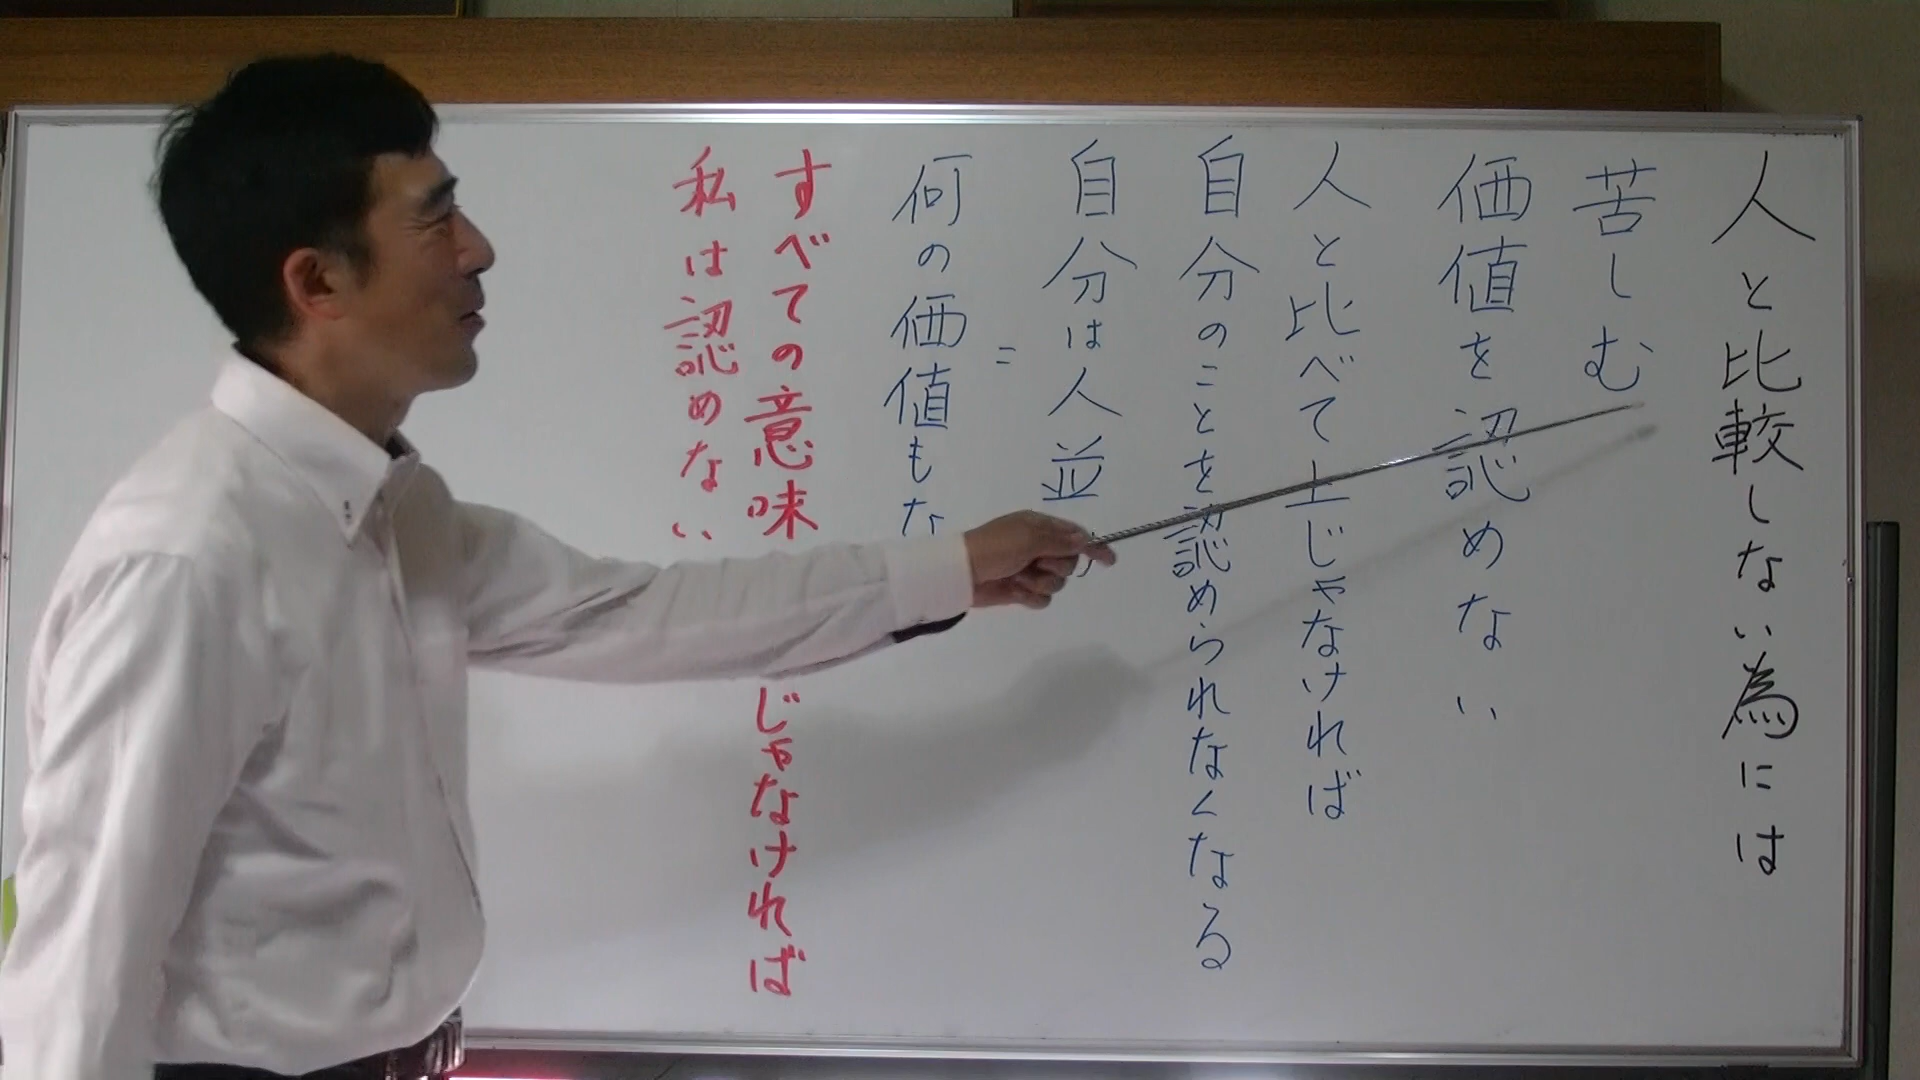 人と比較しない為には
苦しむ
価値を認めない
人と比べて上じゃなければ
自分のことを認められなくなる
自分は人並
=
何の価値もな
すべての意味
じゃなければ
私は認めない